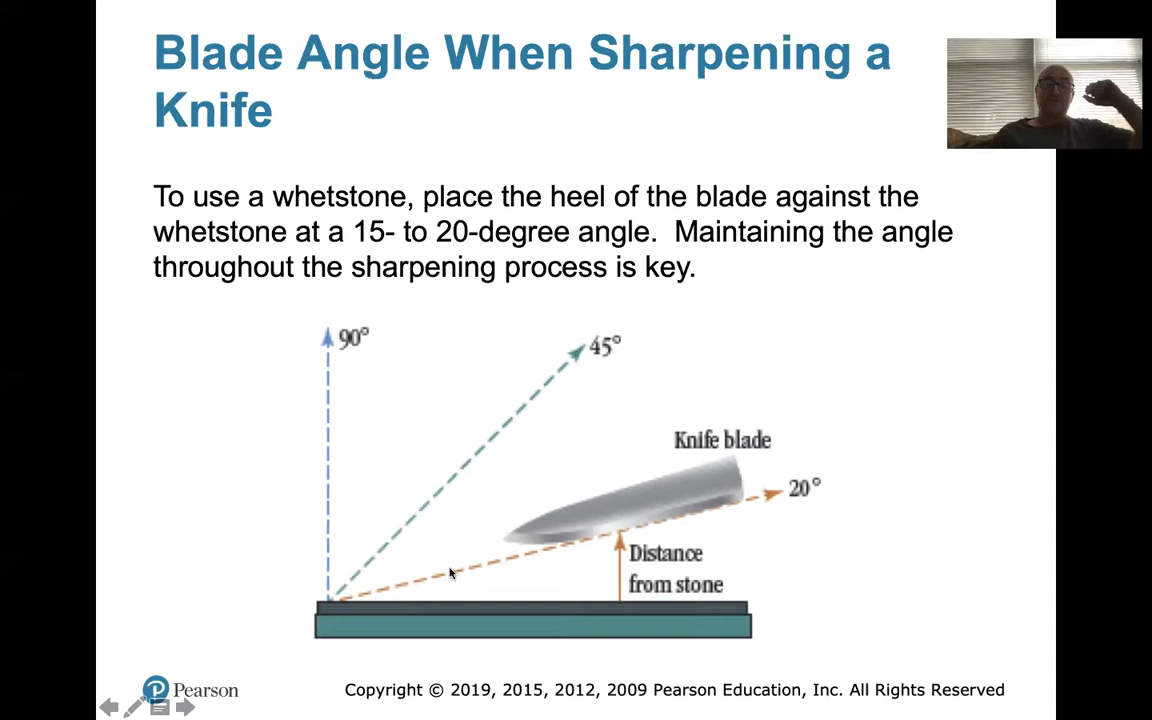 Blade Angle When Sharpening a
Knife
To use a whetstone, place the heel of the blade against the
whetstone at a 15- to 20-degree angle.  Maintaining the angle
throughout the sharpening process is key.
90°
45°
Knife blade
20°
Distance
from stone
Pearson
Copyright © 2019, 2015, 2012, 2009 Pearson Education, Inc. All Rights Reserved